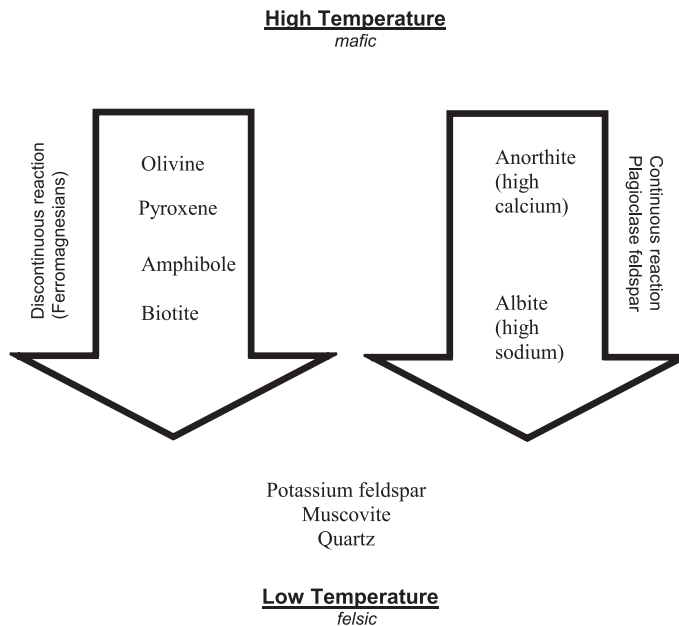 High Temperature
mafic
Discontinuous reaction
(Ferromagnesians)
Olivine
Pyroxene
Amphibole
Biotite
Anorthite
(high
calcium)
Albite
(high
sodium)
Continuous reaction
Plagioclase feldspar
Potassium feldspar
Muscovite
Quartz
Low Temperature
felsic